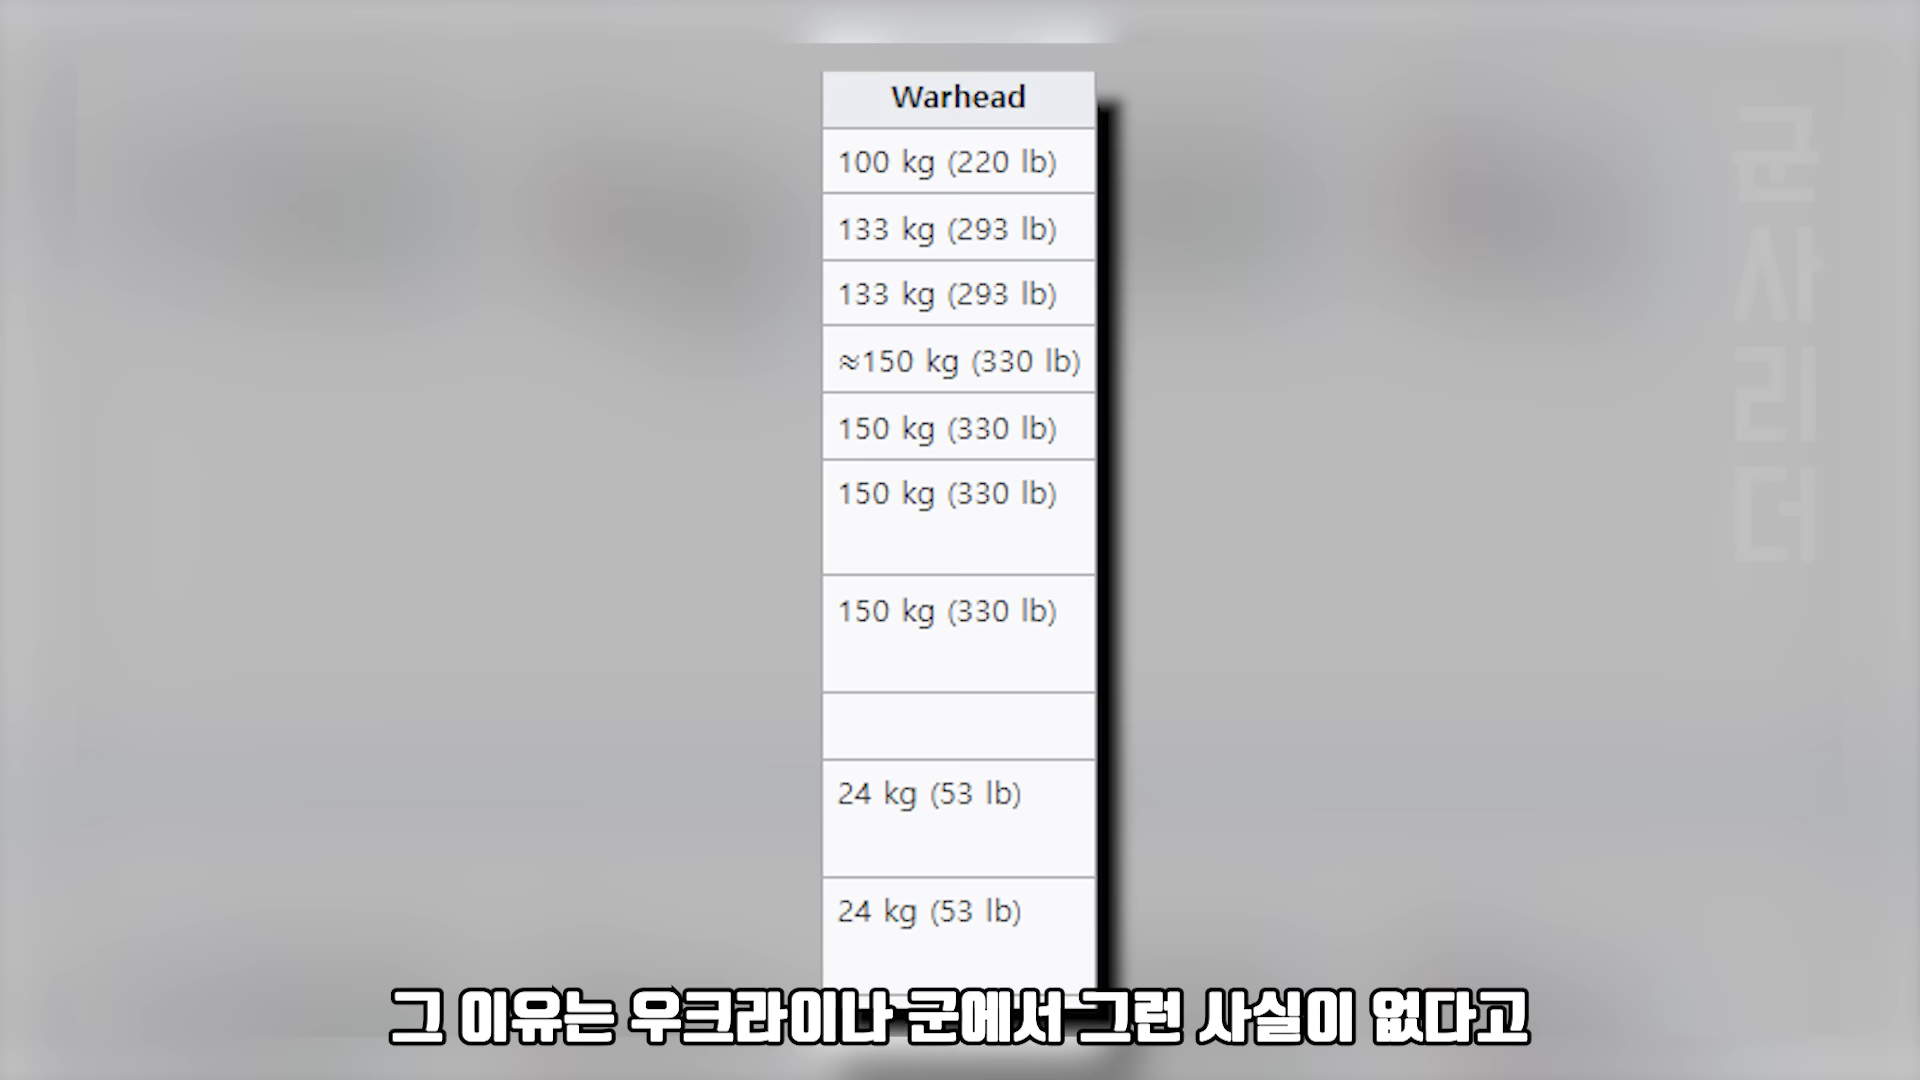 Warhead
100 kg (220 lb)
133 kg (293 lb)
133 kg (293 lb)
≈150 kg (330 lb)
150 kg (330 lb)
150 kg (330 lb)
150 kg (330 lb)
24 kg (53 lb)
24 kg (53 lb)
군사리더
그 이유는 우크라이나 군에서 그런 사실이 없다고